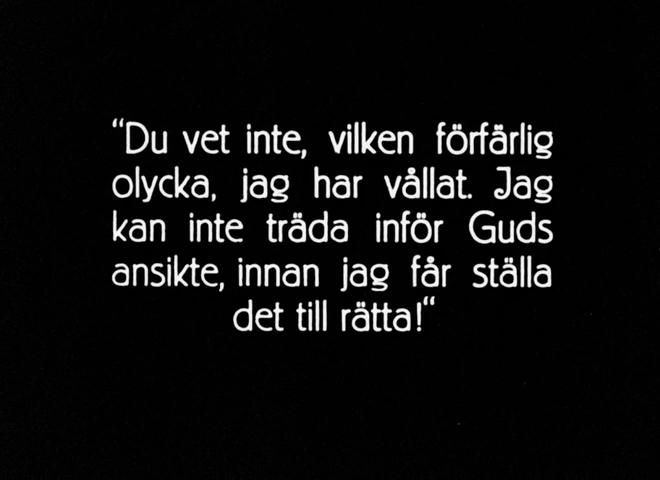 “Du vet inte, vilken förfärlig
olycka, jag har vållat. Jag
kan inte träda inför Guds
ansikte, innan jag får ställa
det till rätta!“